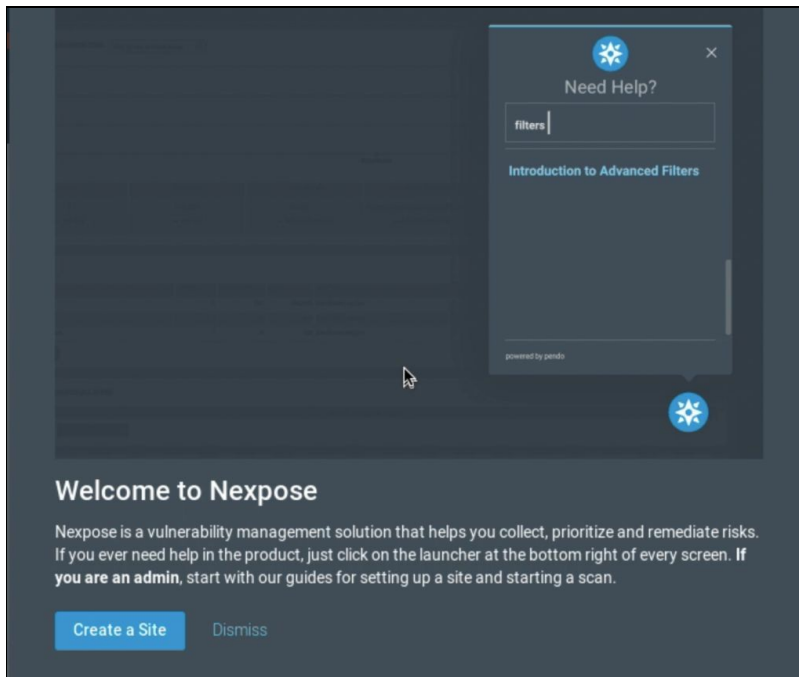 Need Help?
filters
Introduction to Advanced Filters
powered by pendo
Welcome to Nexpose
Nexpose is a vulnerability management solution that helps you collect, prioritize and remediate risks.
If you ever need help in the product, just click on the launcher at the bottom right of every screen. If
you are an admin, start with our guides for setting up a site and starting a scan.
Create a Site
Dismiss